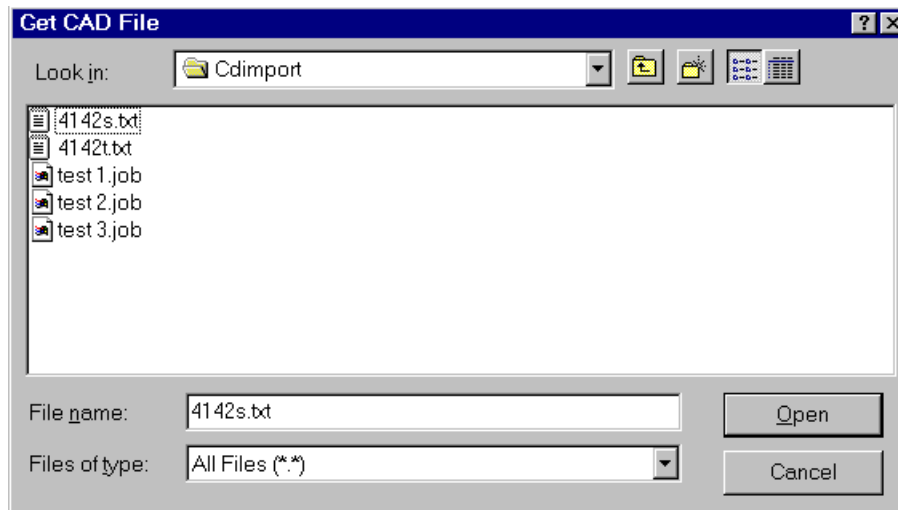 Get CAD File
Look in: Cdimport
4142s.txt
4142t.txt
test 1.job
test 2.job
test 3.job
File name: 4142s.txt Open
Files of type: All Files (*.*) Cancel